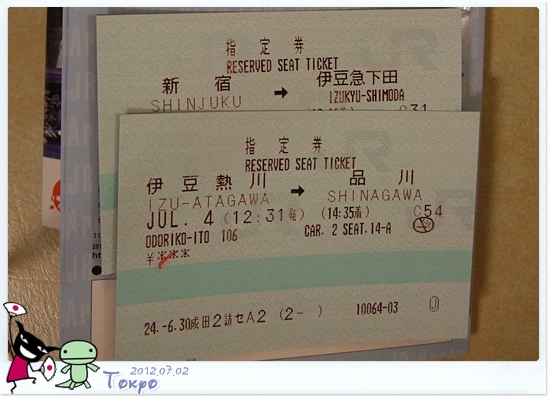 指定券
RESERVED SEAT TICKET
新宿 → 伊豆急下田
SHINJUKU IZUKYU-SHIMODA
C31
指定券
RESERVED SEAT TICKET
伊豆熱川 → 品川
IZU-ATAGAWA SHINAGAWA
JUL. 4 (12:31発) (14:35着) C54
ODORIKO-ITO 106 CAR. 2 SEAT.14-A
¥***
24.-6.30成田2訪セA2 (2- ) 10064-03
2012.07.02
Tokyo